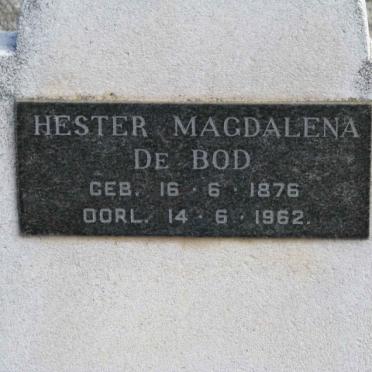 HESTER MAGDALENA
DE BOD
GEB. 16 · 6 · 1876
OORL. 14 · 6 · 1962.